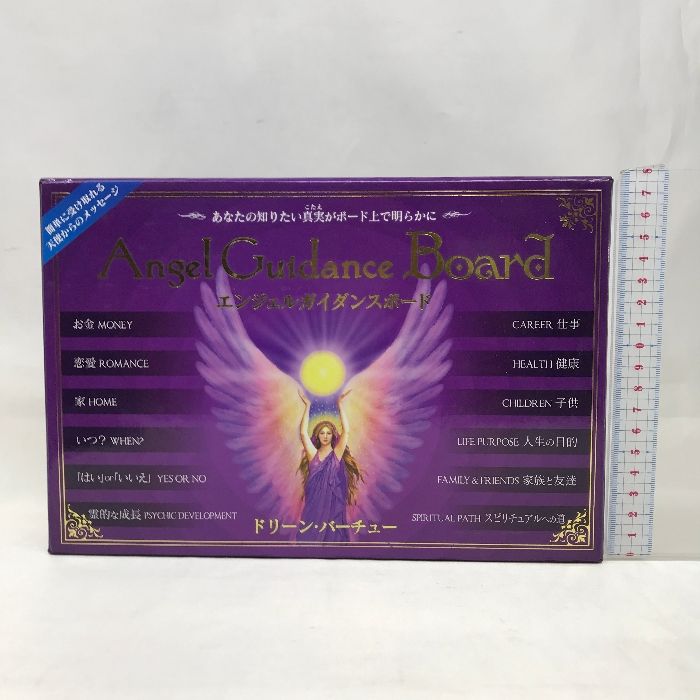 簡単に受け取れる
天使からのメッセージ
こたえ
あなたの知りたい真実がボード上で明らかに
Angel Guidance Board
エンジェルガイダンスボード
お金 MONEY
CAREER 仕事
恋愛 ROMANCE
HEALTH 健康
家 HOME
CHILDREN 子供
いつ? WHEN?
LIFE PURPOSE 人生の目的
「はい」or「いいえ」 YES OR NO
FAMILY & FRIENDS 家族と友達
霊的な成長 PSYCHIC DEVELOPMENT
SPIRITUAL PATH スピリチュアルへの道
ドリーン・バーチュー